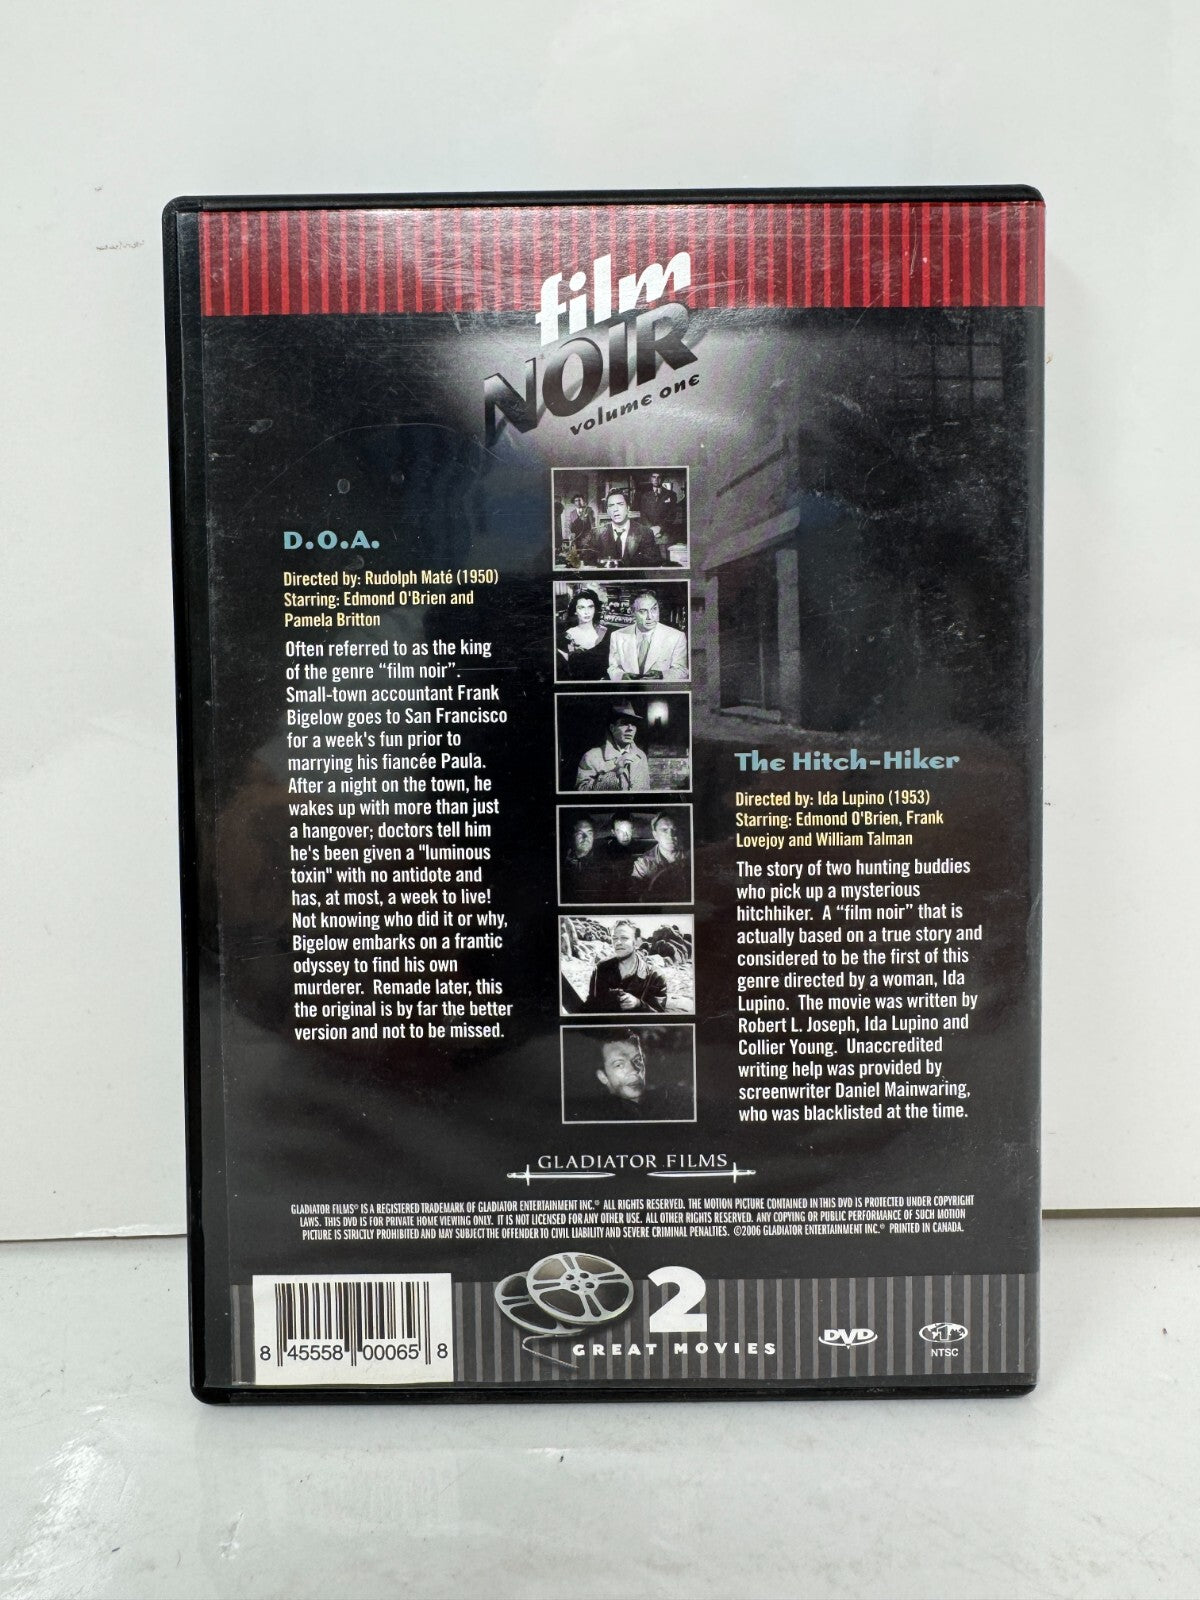 film
NOIR
volume one
D.O.A.
Directed by: Rudolph Maté (1950)
Starring: Edmond O'Brien and
Pamela Britton
Often referred to as the king
of the genre “film noir”.
Small-town accountant Frank
Bigelow goes to San Francisco
for a week's fun prior to
marrying his fiancée Paula.
After a night on the town, he
wakes up with more than just
a hangover; doctors tell him
he's been given a "luminous
toxin" with no antidote and
has, at most, a week to live!
Not knowing who did it or why,
Bigelow embarks on a frantic
odyssey to find his own
murderer. Remade later, this
the original is by far the better
version and not to be missed.
The Hitch-Hiker
Directed by: Ida Lupino (1953)
Starring: Edmond O'Brien, Frank
Lovejoy and William Talman
The story of two hunting buddies
who pick up a mysterious
hitchhiker. A “film noir” that is
actually based on a true story and
considered to be the first of this
genre directed by a woman, Ida
Lupino. The movie was written by
Robert L. Joseph, Ida Lupino and
Collier Young. Unaccredited
writing help was provided by
screenwriter Daniel Mainwaring,
who was blacklisted at the time.
GLADIATOR FILMS
GLADIATOR FILMS® IS A REGISTERED TRADEMARK OF GLADIATOR ENTERTAINMENT INC.® ALL RIGHTS RESERVED. THE MOTION PICTURE CONTAINED IN THIS DVD IS PROTECTED UNDER COPYRIGHT
LAWS. THIS DVD IS FOR PRIVATE HOME VIEWING ONLY. IT IS NOT LICENSED FOR ANY OTHER USE. ALL OTHER RIGHTS RESERVED. ANY COPYING OR PUBLIC PERFORMANCE OF SUCH MOTION
PICTURE IS STRICTLY PROHIBITED AND MAY SUBJECT THE OFFENDER TO CIVIL LIABILITY AND SEVERE CRIMINAL PENALTIES. ©2006 GLADIATOR ENTERTAINMENT INC.® PRINTED IN CANADA.
2
GREAT MOVIES
DVD
1
NTSC
8 45558 00065 8